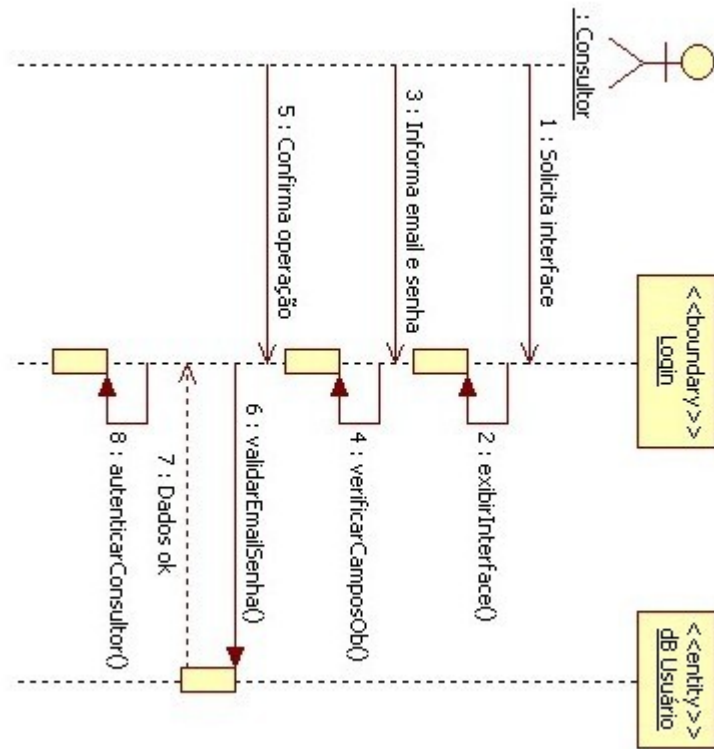 : Consultor
<<boundary>>
Login
<<entity>>
dB Usuário
1 : Solicita interface
2 : exibirInterface()
3 : Informa email e senha
4 : verificarCamposOb()
5 : Confirma operação
6 : validarEmailSenha()
7 : Dados ok
8 : autenticarConsultor()